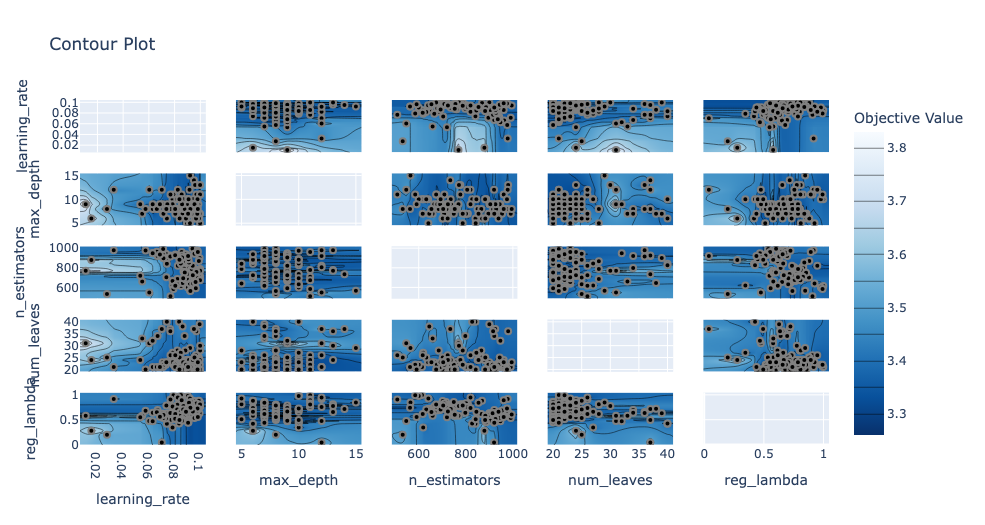 Contour Plot
Objective Value
learning_rate
0.1
0.08
0.06
0.04
0.02
max_depth
15
10
5
n_estimators
1000
800
600
num_leaves
40
35
30
25
20
reg_lambda
1
0.5
0
0.02 0.04 0.06 0.08 0.1
5 10 15
600 800 1000
20 25 30 35 40
0 0.5 1
learning_rate
max_depth
n_estimators
num_leaves
reg_lambda
3.8
3.7
3.6
3.5
3.4
3.3